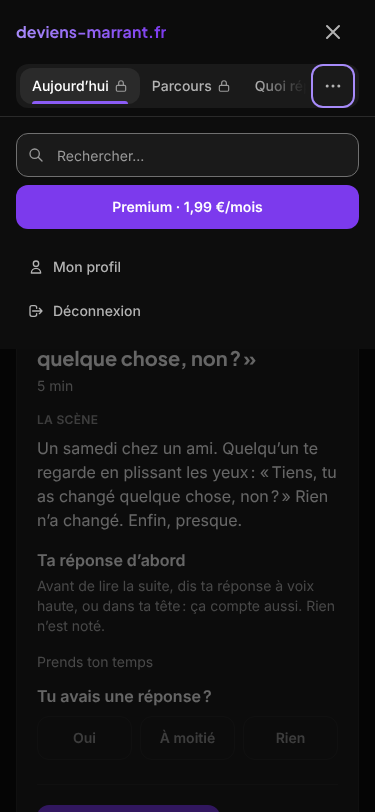 deviens-marrant.fr
Aujourd’hui
Parcours
Quoi ré
Rechercher...
Premium · 1,99 €/mois
Mon profil
Déconnexion
quelque chose, non ? »
5 min
LA SCÈNE
Un samedi chez un ami. Quelqu’un te
regarde en plissant les yeux : « Tiens, tu
as changé quelque chose, non ? » Rien
n’a changé. Enfin, presque.
Ta réponse d’abord
Avant de lire la suite, dis ta réponse à voix
haute, ou dans ta tête : ça compte aussi. Rien
n’est noté.
Prends ton temps
Tu avais une réponse ?
Oui
À moitié
Rien